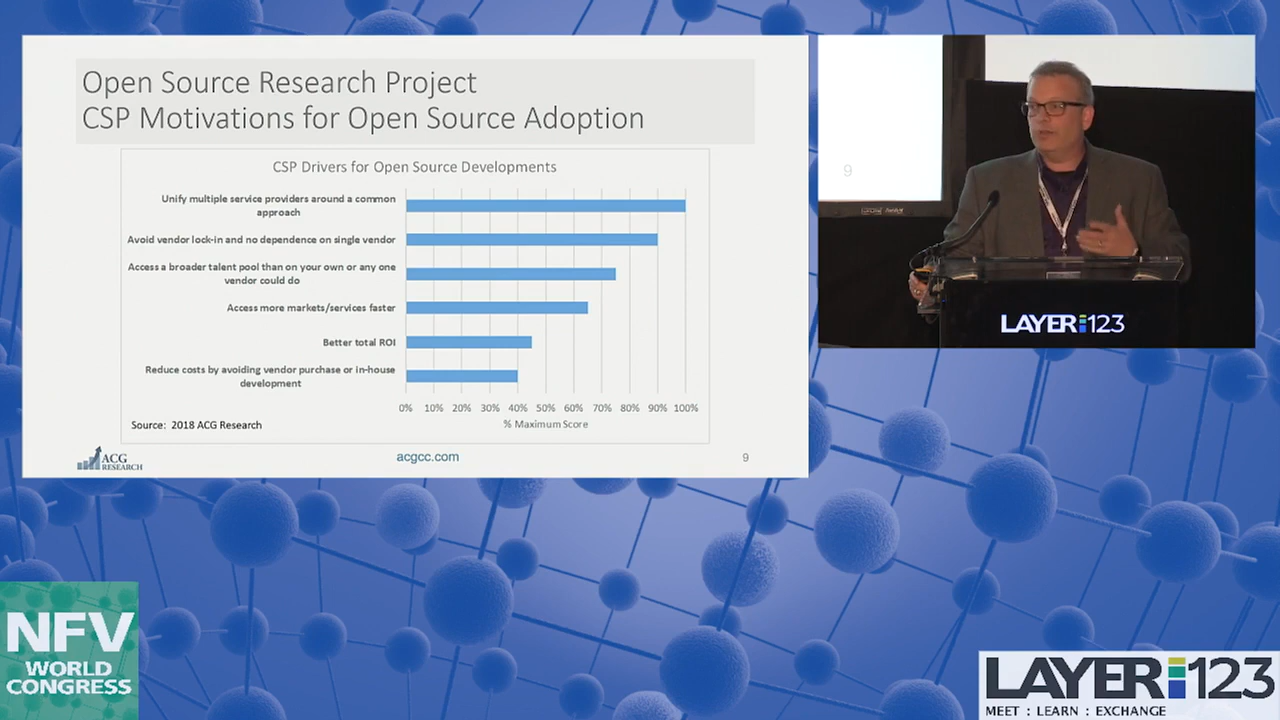 Open Source Research Project
CSP Motivations for Open Source Adoption
CSP Drivers for Open Source Developments
Unify multiple service providers around a common
approach
Avoid vendor lock-in and no dependence on single vendor
Access a broader talent pool than on your own or any one
vendor could do
Access more markets/services faster
Better total ROI
Reduce costs by avoiding vendor purchase or in-house
development
0% 10% 20% 30% 40% 50% 60% 70% 80% 90% 100%
% Maximum Score
Source: 2018 ACG Research
ACG
RESEARCH
acgcc.com
9
9
LAYER123
NFV
WORLD
CONGRESS
LAYER123
MEET : LEARN : EXCHANGE